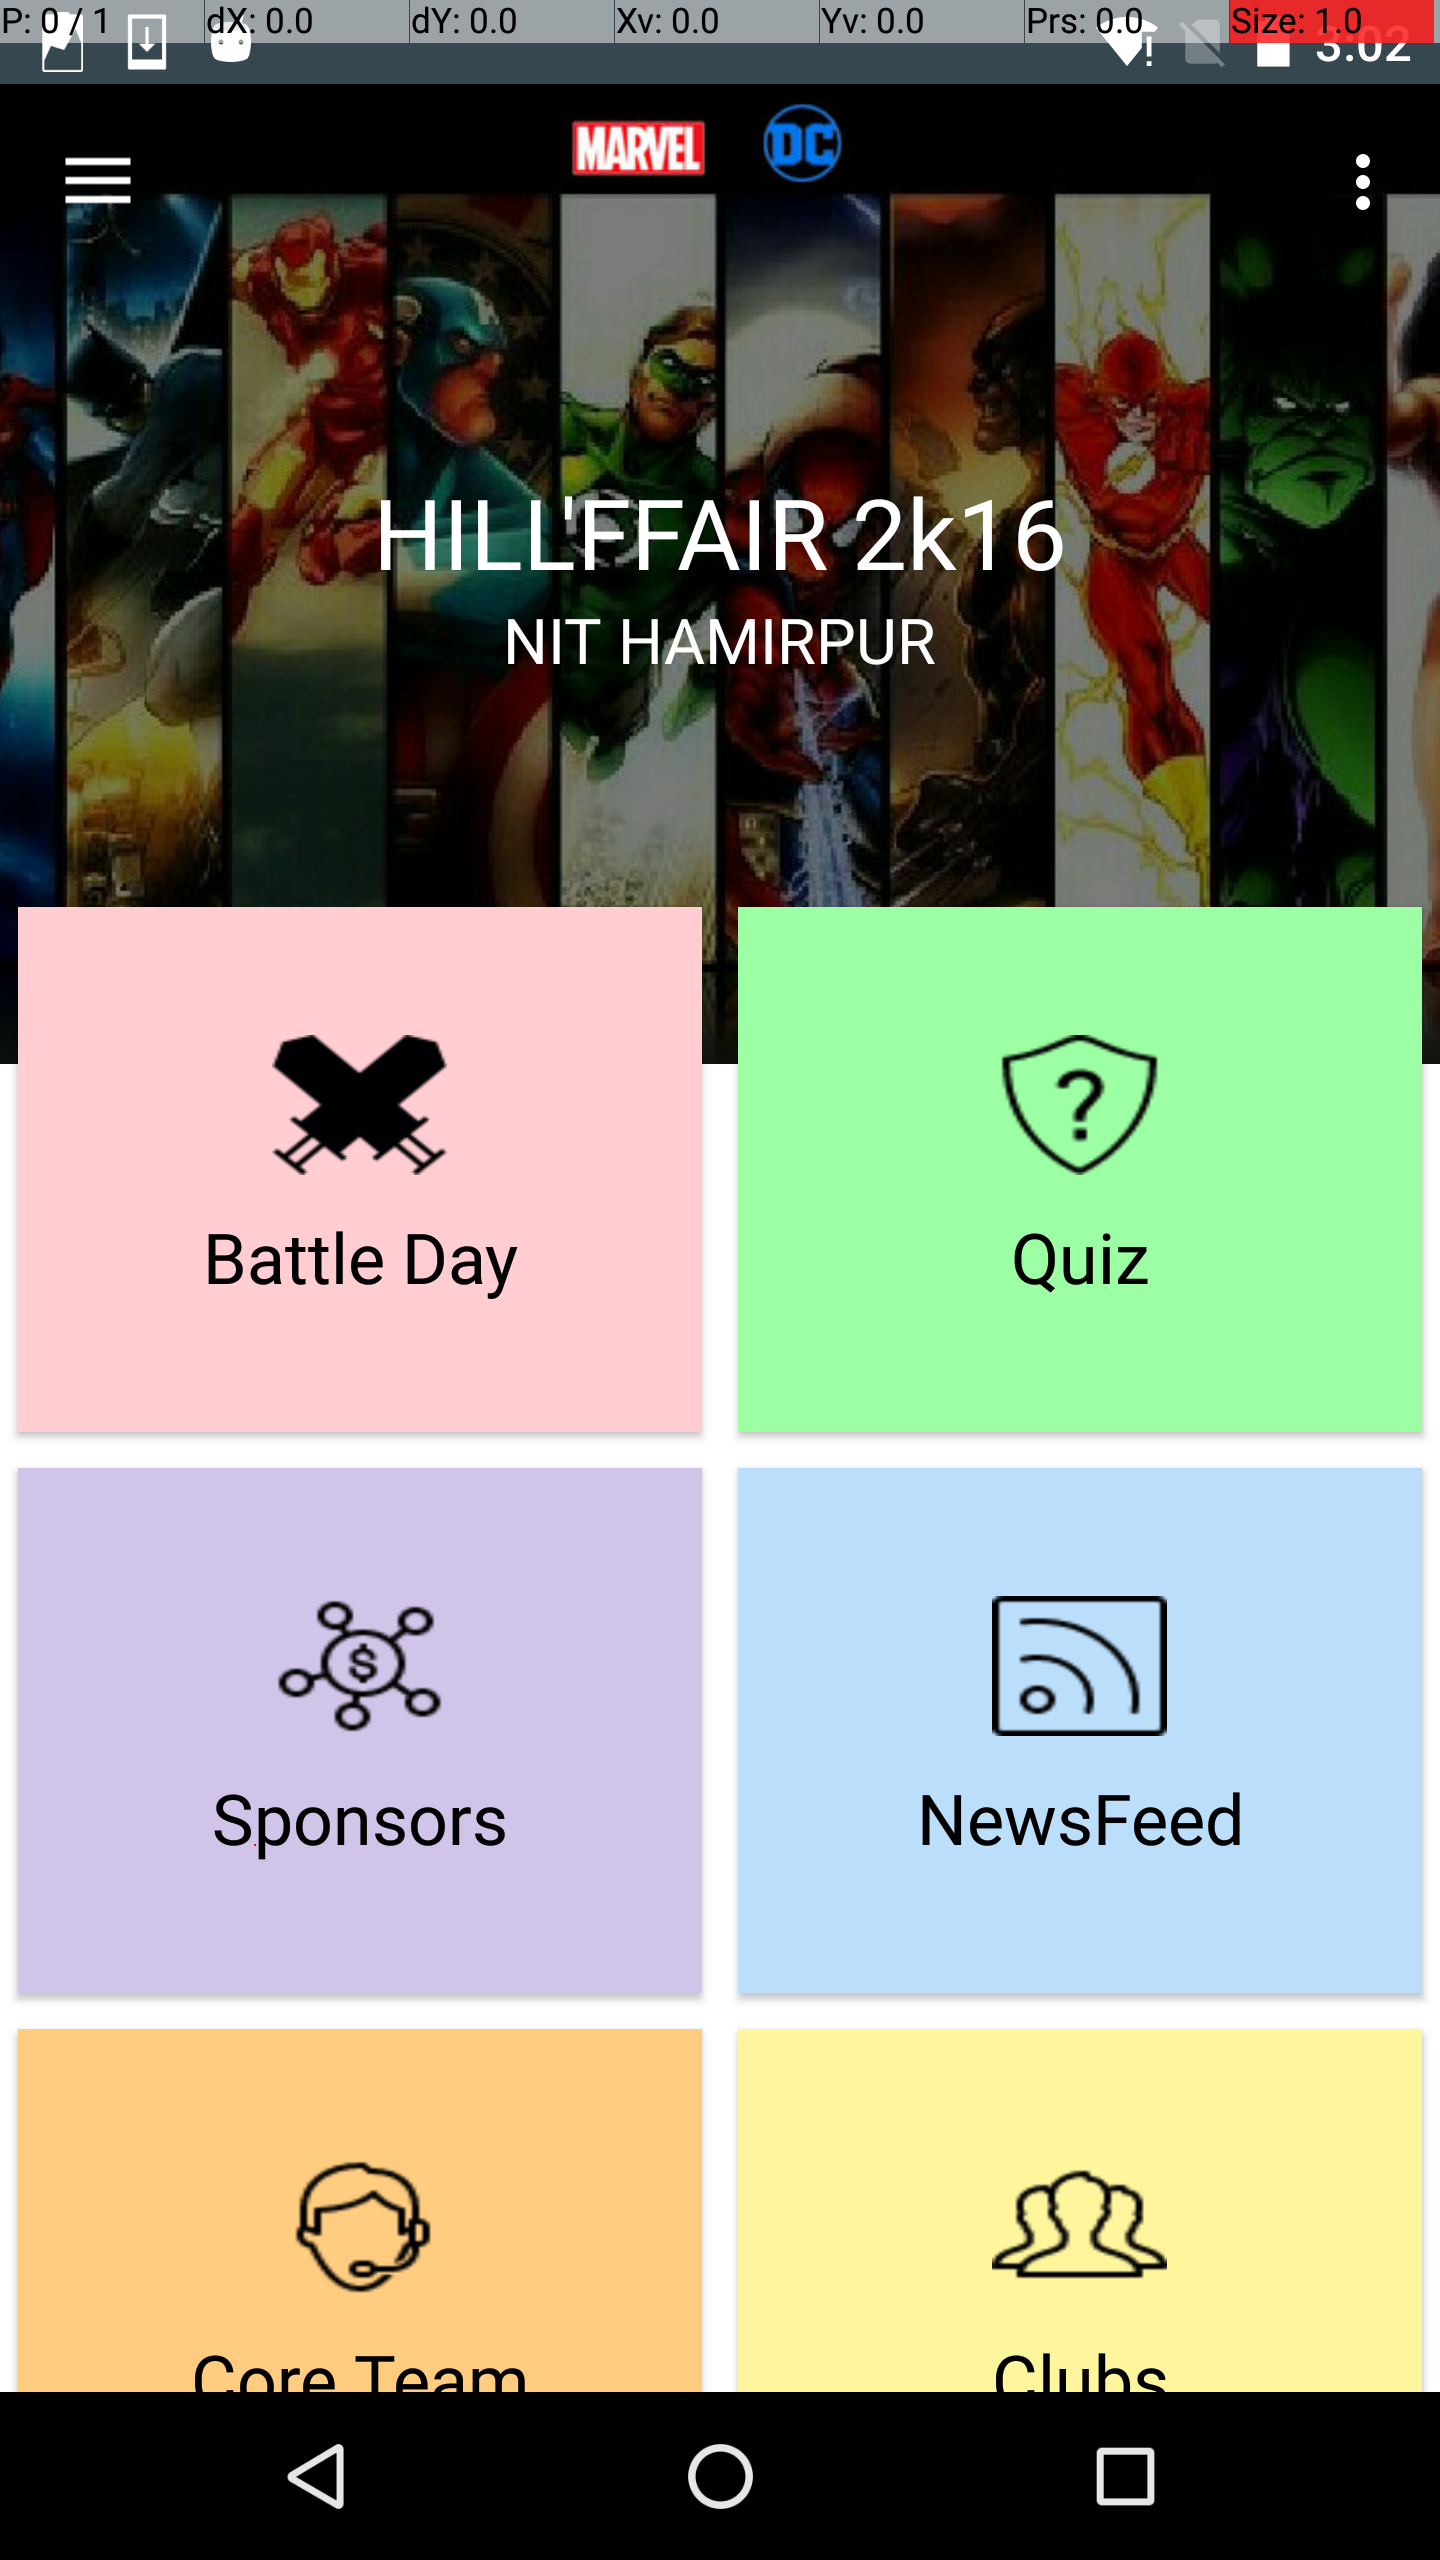 P: 0 / 1 dX: 0.0 dY: 0.0 Xv: 0.0 Yv: 0.0 Prs: 0.0 Size: 1.0
3:02
MARVEL DC
HILL'FFAIR 2k16
NIT HAMIRPUR
Battle Day
Quiz
Sponsors
NewsFeed
Core Team
Clubs